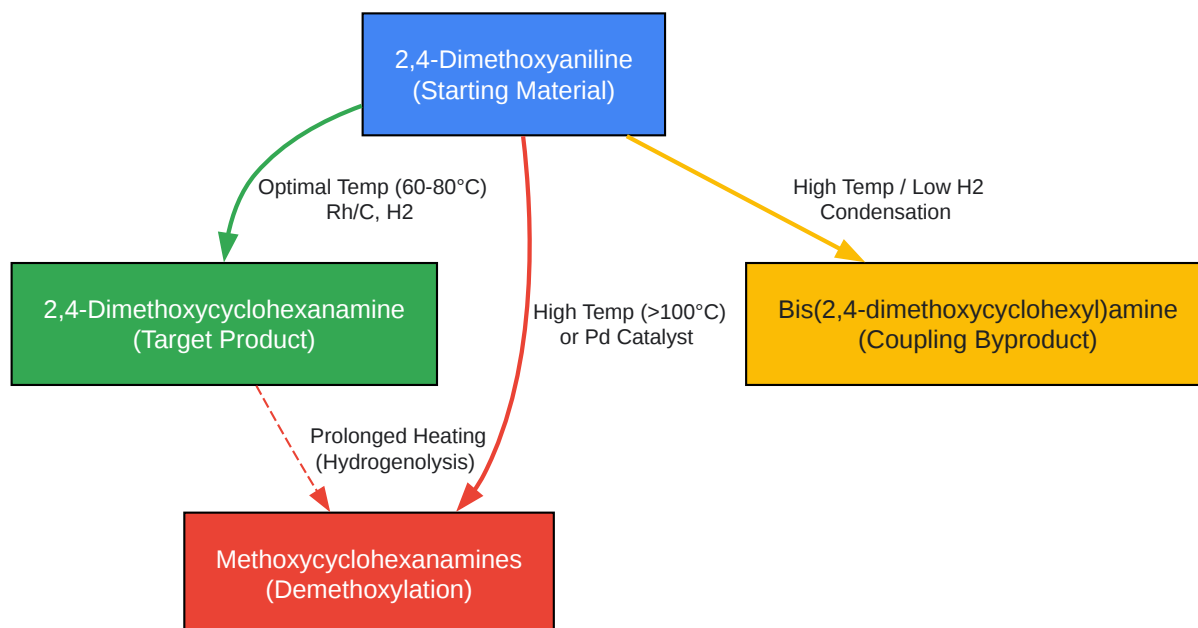 2,4-Dimethoxyaniline
(Starting Material)
Optimal Temp (60-80°C)
Rh/C, H2
High Temp / Low H2
Condensation
2,4-Dimethoxycyclohexanamine
(Target Product)
High Temp (>100°C)
or Pd Catalyst
Bis(2,4-dimethoxycyclohexyl)amine
(Coupling Byproduct)
Prolonged Heating
(Hydrogenolysis)
Methoxycyclohexanamines
(Demethoxylation)